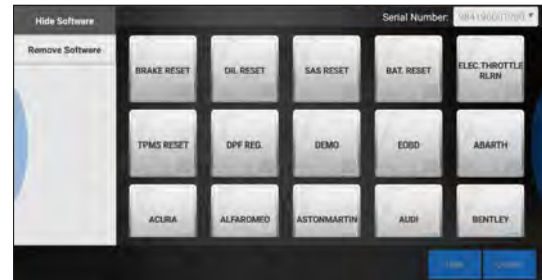 Hide Software
Serial Number:
Remove Software
BRAKE RESET
OIL RESET
SAS RESET
BAT. RESET
ELEC.THROTTLE
RLRN
TPMS RESET
DPF REG.
DEMO
EOBD
ABARTH
ACURA
ALFAROMEO
ASTONMARTIN
AUDI
BENTLEY